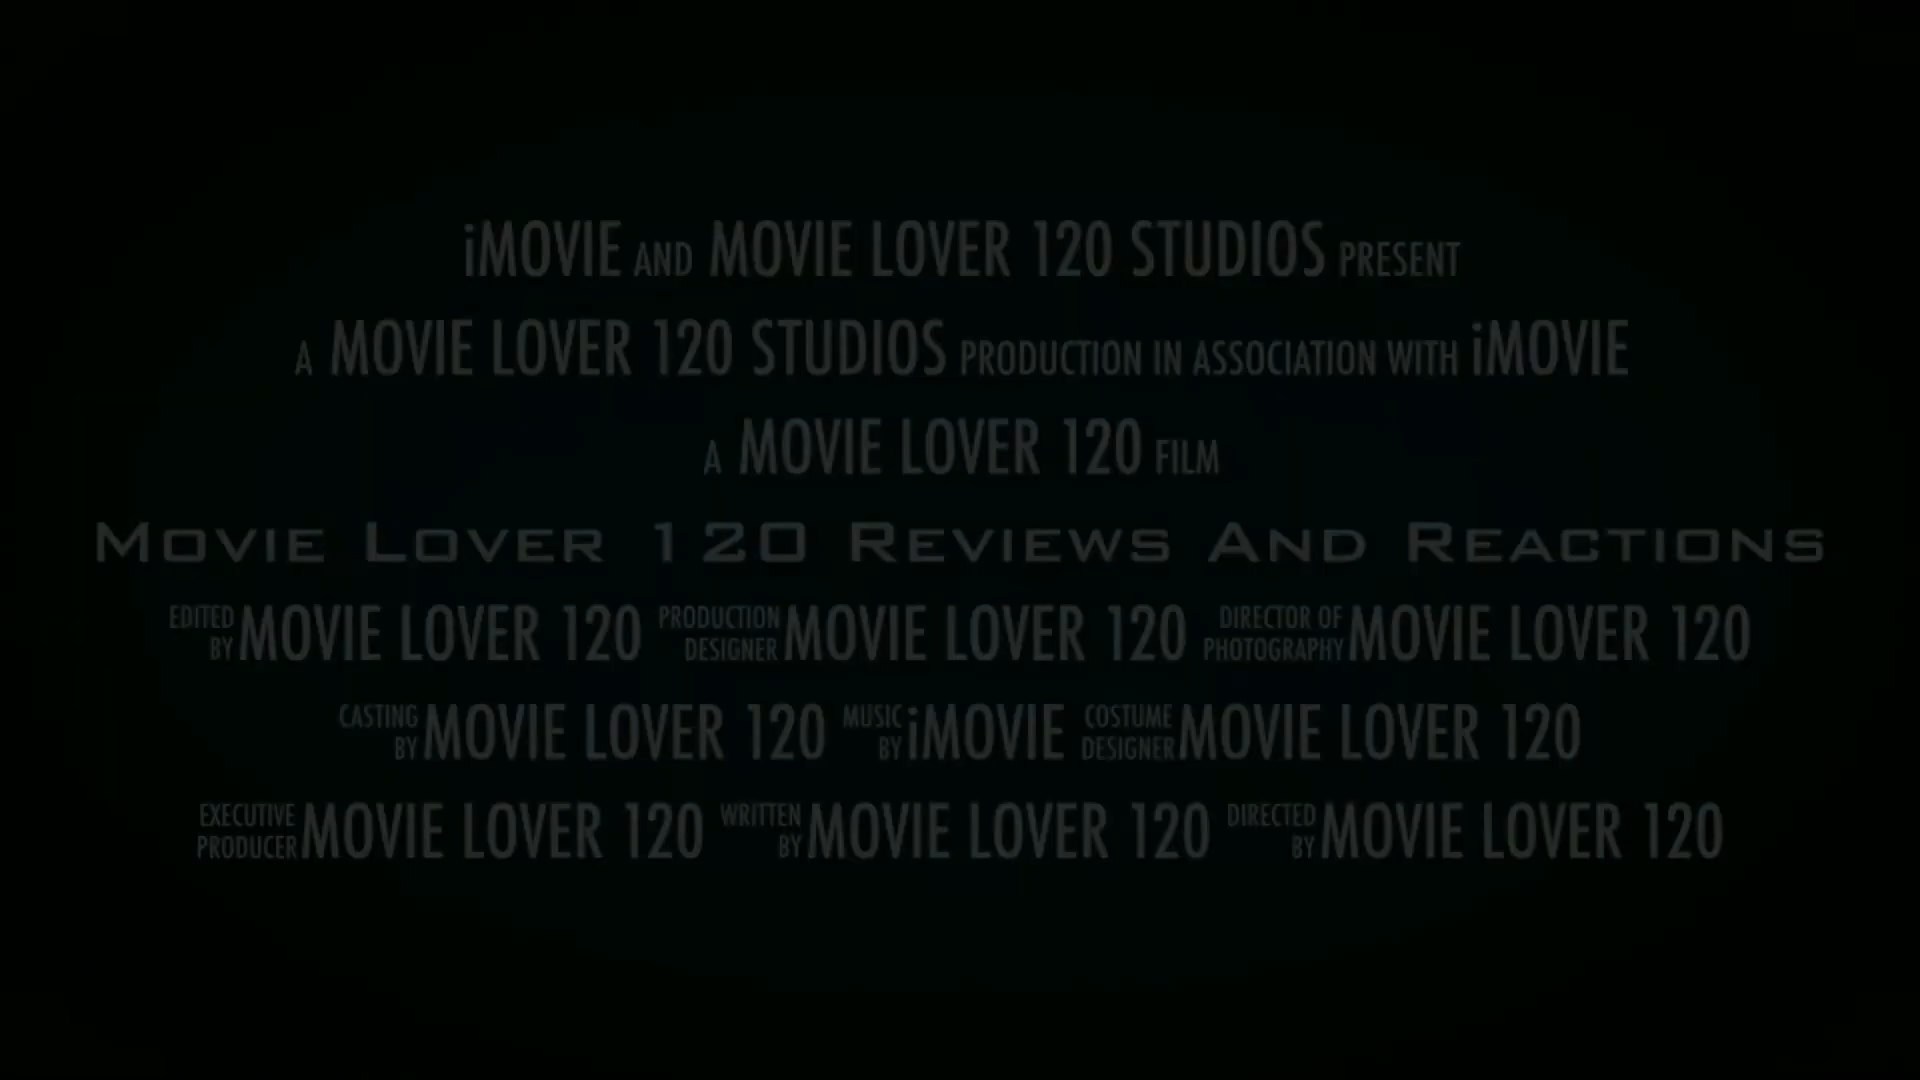 iMOVIE AND MOVIE LOVER 120 STUDIOS PRESENT
A MOVIE LOVER 120 STUDIOS PRODUCTION IN ASSOCIATION WITH iMOVIE
A MOVIE LOVER 120 FILM
MOVIE LOVER 120 REVIEWS AND REACTIONS
EDITED BY MOVIE LOVER 120 PRODUCTION DESIGNER MOVIE LOVER 120 DIRECTOR OF PHOTOGRAPHY MOVIE LOVER 120
CASTING BY MOVIE LOVER 120 MUSIC BY iMOVIE COSTUME DESIGNER MOVIE LOVER 120
EXECUTIVE PRODUCER MOVIE LOVER 120 WRITTEN BY MOVIE LOVER 120 DIRECTED BY MOVIE LOVER 120